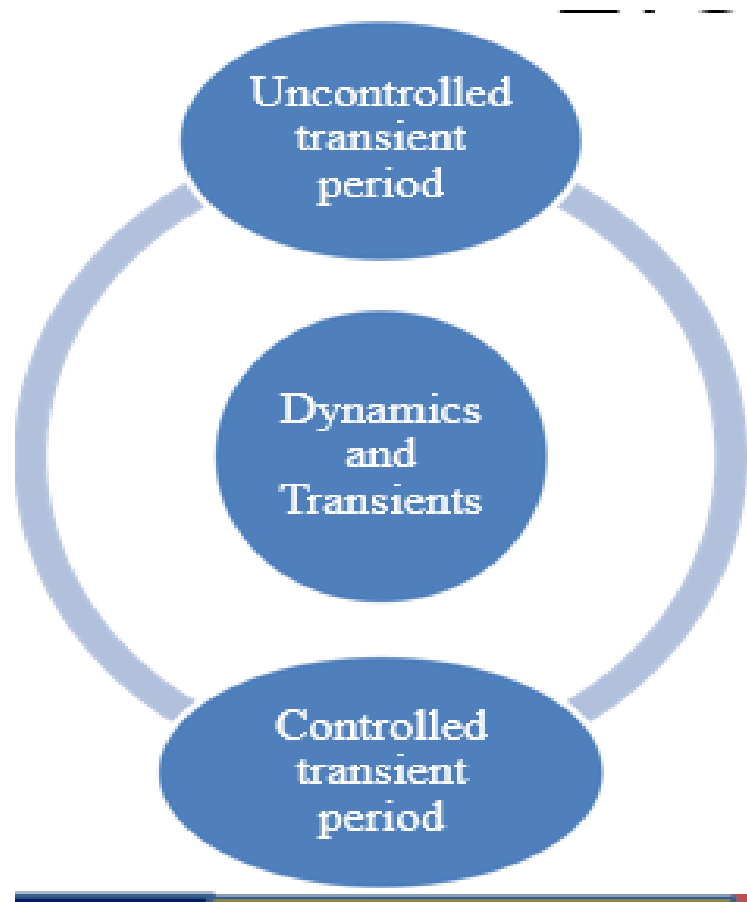 Uncontrolled
transient
period
Dynamics
and
Transients
Controlled
transient
period